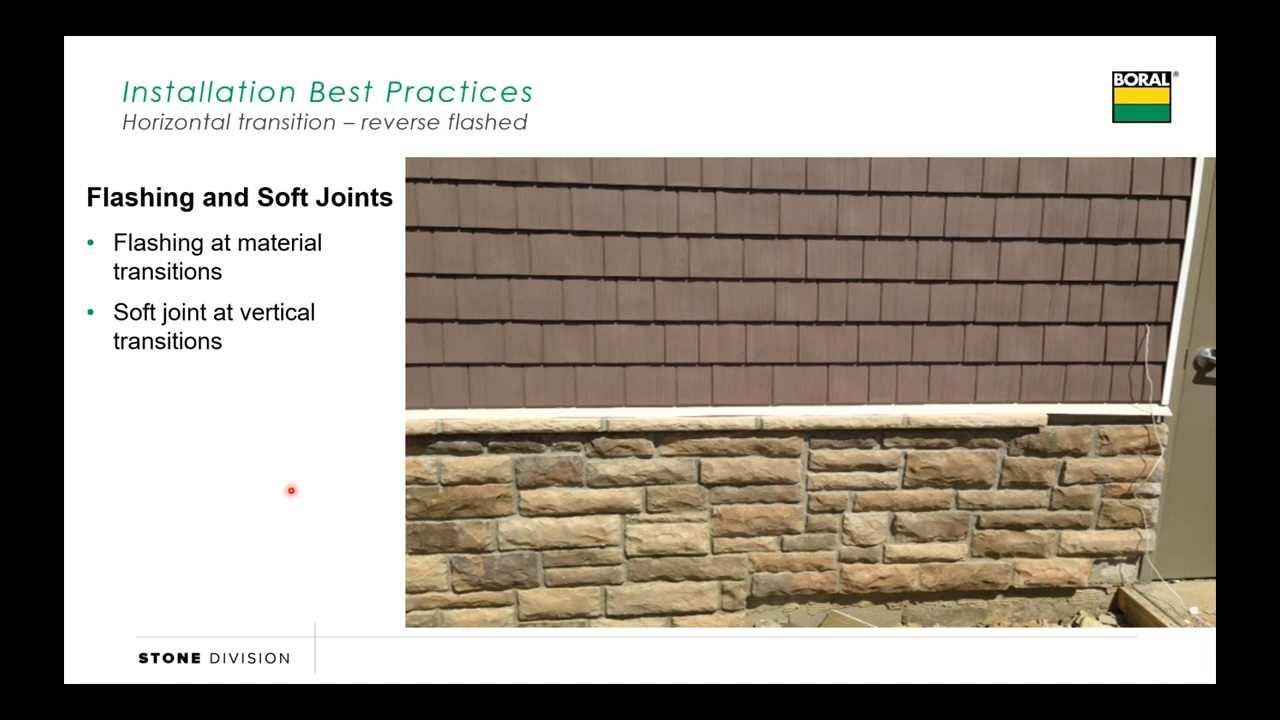 Installation Best Practices
Horizontal transition – reverse flashed
BORAL®
Flashing and Soft Joints
• Flashing at material
transitions
• Soft joint at vertical
transitions
STONE DIVISION